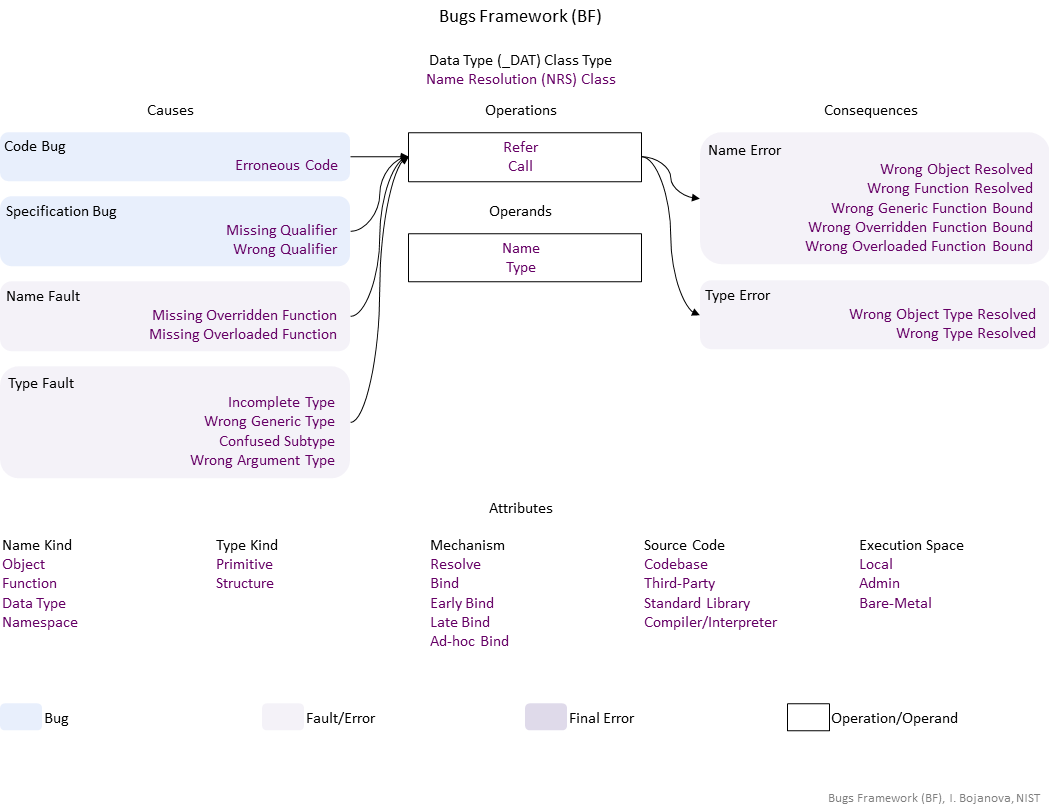 Bugs Framework (BF)
Data Type (_DAT) Class Type
Name Resolution (NRS) Class
Causes
Code Bug
Erroneous Code
Specification Bug
Missing Qualifier
Wrong Qualifier
Name Fault
Missing Overridden Function
Missing Overloaded Function
Type Fault
Incomplete Type
Wrong Generic Type
Confused Subtype
Wrong Argument Type
Operations
Refer
Call
Operands
Name
Type
Consequences
Name Error
Wrong Object Resolved
Wrong Function Resolved
Wrong Generic Function Bound
Wrong Overridden Function Bound
Wrong Overloaded Function Bound
Type Error
Wrong Object Type Resolved
Wrong Type Resolved
Attributes
Name Kind
Object
Function
Data Type
Namespace
Type Kind
Primitive
Structure
Mechanism
Resolve
Bind
Early Bind
Late Bind
Ad-hoc Bind
Source Code
Codebase
Third-Party
Standard Library
Compiler/Interpreter
Execution Space
Local
Admin
Bare-Metal
Bug
Fault/Error
Final Error
Operation/Operand
Bugs Framework (BF), I. Bojanova, NIST